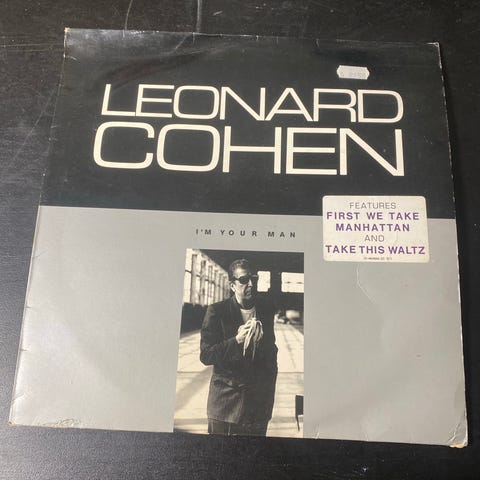 LEONARD
COHEN
I'M YOUR MAN
FEATURES
FIRST WE TAKE
MANHATTAN
AND
TAKE THIS WALTZ